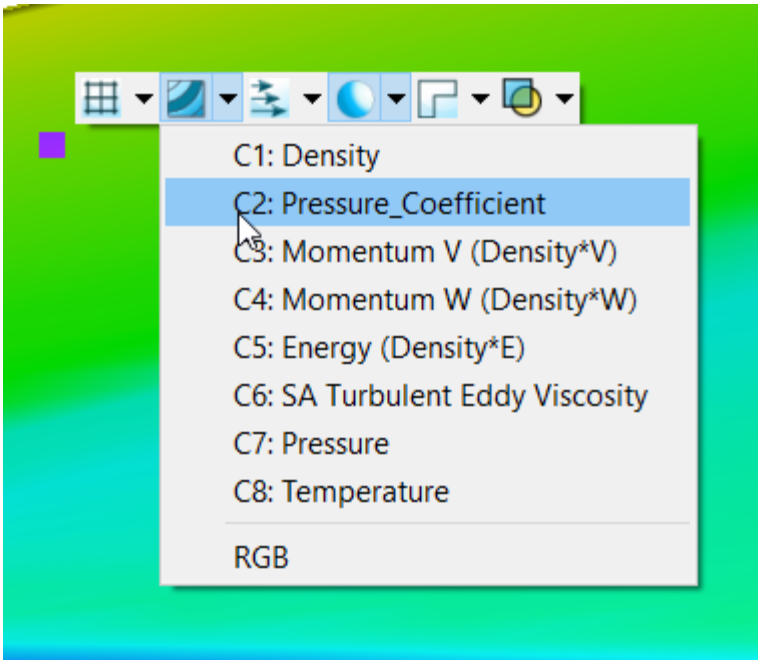 C1: Density
C2: Pressure_Coefficient
C3: Momentum V (Density*V)
C4: Momentum W (Density*W)
C5: Energy (Density*E)
C6: SA Turbulent Eddy Viscosity
C7: Pressure
C8: Temperature
RGB